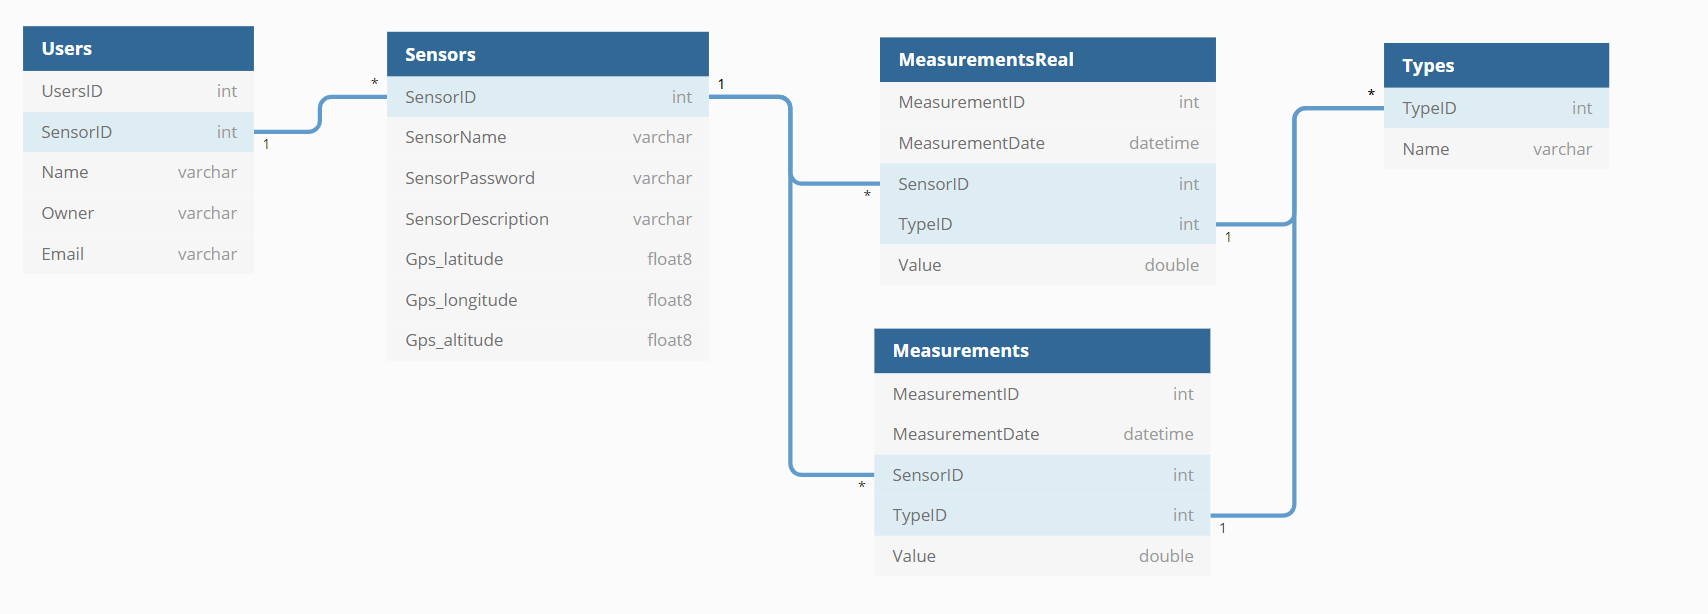 Users
UsersID int
SensorID int
Name varchar
Owner varchar
Email varchar
1
*
Sensors
SensorID int
SensorName varchar
SensorPassword varchar
SensorDescription varchar
Gps_latitude float8
Gps_longitude float8
Gps_altitude float8
1
*
*
MeasurementsReal
MeasurementID int
MeasurementDate datetime
SensorID int
TypeID int
Value double
1
Measurements
MeasurementID int
MeasurementDate datetime
SensorID int
TypeID int
Value double
1
*
Types
TypeID int
Name varchar